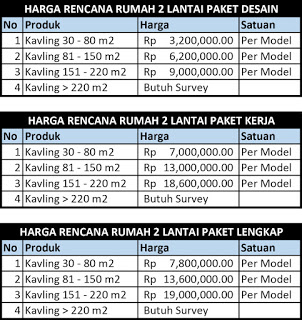 HARGA RENCANA RUMAH 2 LANTAI PAKET DESAIN
No Produk Harga Satuan
1 Kavling 30 - 80 m2 Rp 3,200,000.00 Per Model
2 Kavling 81 - 150 m2 Rp 6,200,000.00 Per Model
3 Kavling 151 - 220 m2 Rp 9,000,000.00 Per Model
4 Kavling > 220 m2 Butuh Survey
HARGA RENCANA RUMAH 2 LANTAI PAKET KERJA
No Produk Harga Satuan
1 Kavling 30 - 80 m2 Rp 7,000,000.00 Per Model
2 Kavling 81 - 150 m2 Rp 13,000,000.00 Per Model
3 Kavling 151 - 220 m2 Rp 18,600,000.00 Per Model
4 Kavling > 220 m2 Butuh Survey
HARGA RENCANA RUMAH 2 LANTAI PAKET LENGKAP
No Produk Harga Satuan
1 Kavling 30 - 80 m2 Rp 7,800,000.00 Per Model
2 Kavling 81 - 150 m2 Rp 13,600,000.00 Per Model
3 Kavling 151 - 220 m2 Rp 19,000,000.00 Per Model
4 Kavling > 220 m2 Butuh Survey